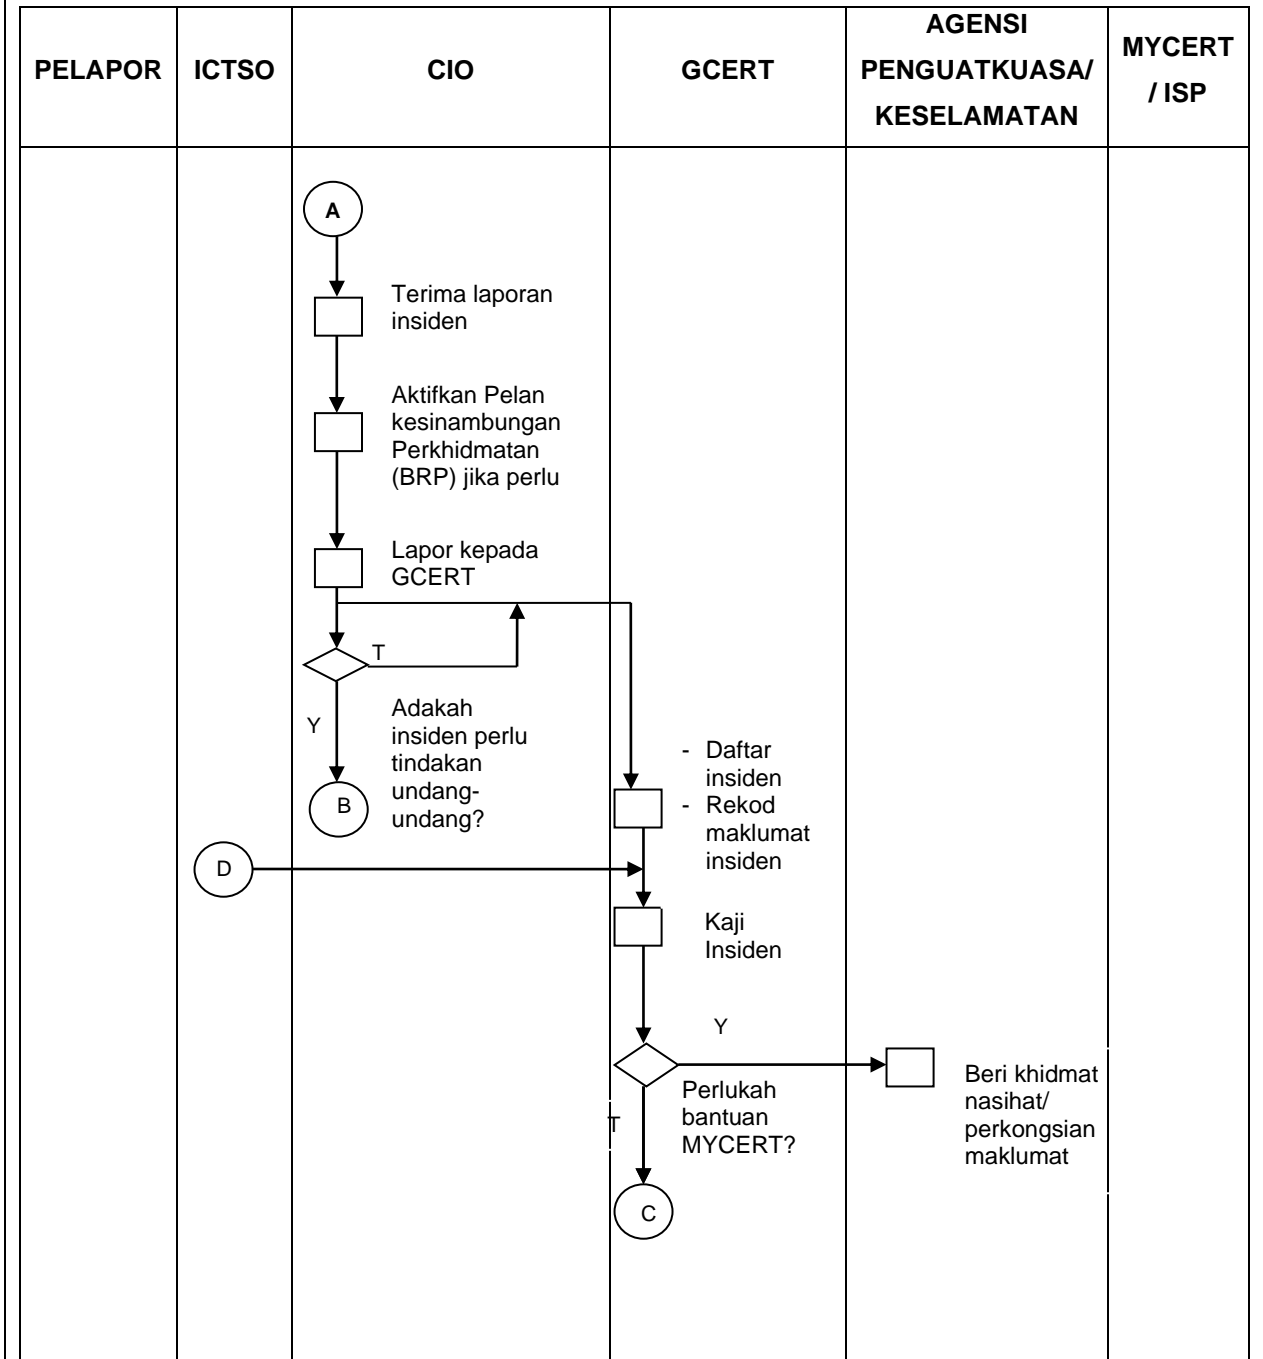 PELAPOR
ICTSO
CIO
GCERT
AGENSI
PENGUATKUASA/
KESELAMATAN
MYCERT
/ ISP
A
Terima laporan
insiden
Aktifkan Pelan
kesinambungan
Perkhidmatan
(BRP) jika perlu
Lapor kepada
GCERT
T
Y
Adakah
insiden perlu
tindakan
undang-
undang?
B
- Daftar
insiden
- Rekod
maklumat
insiden
D
Kaji
Insiden
Y
Perlukah
bantuan
MYCERT?
T
Beri khidmat
nasihat/
perkongsian
maklumat
C